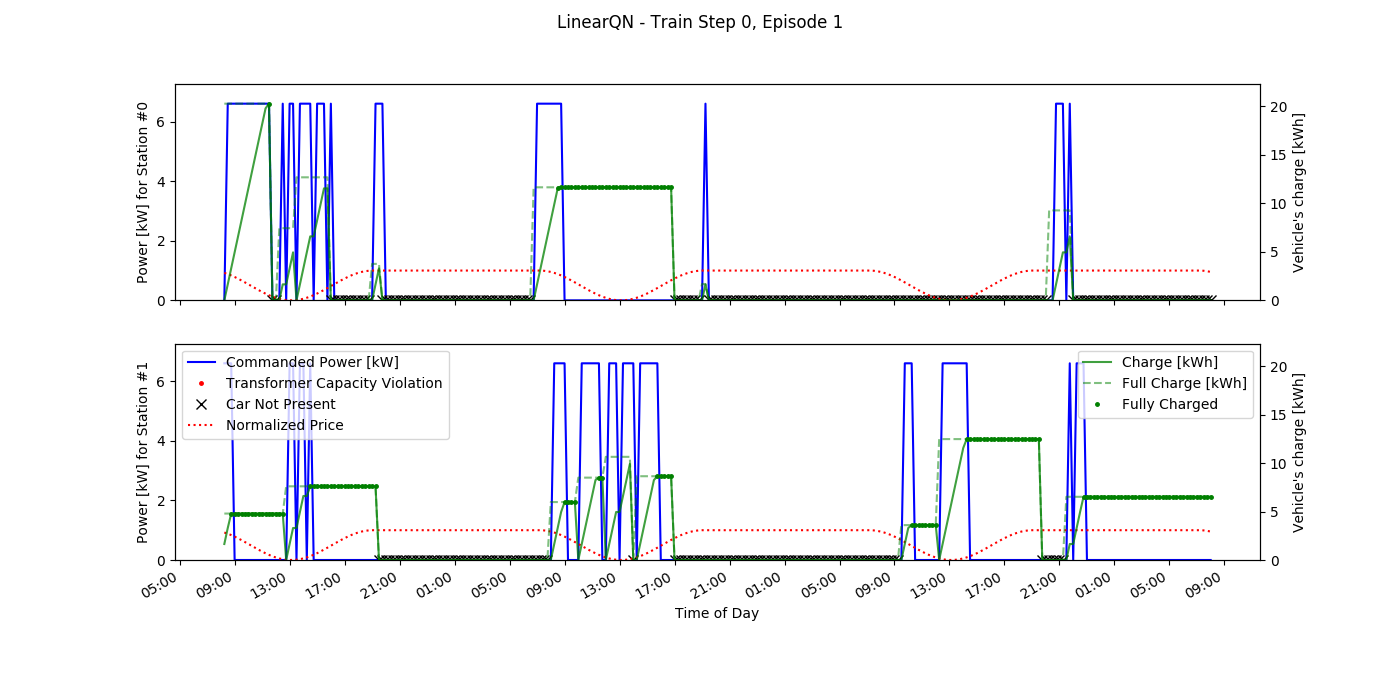 LinearQN - Train Step 0, Episode 1
Power [kW] for Station #0
6
4
2
0
20
15
10
5
0
Vehicle's charge [kWh]
Power [kW] for Station #1
6
4
2
0
Commanded Power [kW]
Transformer Capacity Violation
Car Not Present
Normalized Price
Charge [kWh]
Full Charge [kWh]
Fully Charged
20
15
10
5
0
Vehicle's charge [kWh]
05:00 09:00 13:00 17:00 21:00 01:00 05:00 09:00 13:00 17:00 21:00 01:00 05:00 09:00 13:00 17:00 21:00 01:00 05:00 09:00
Time of Day